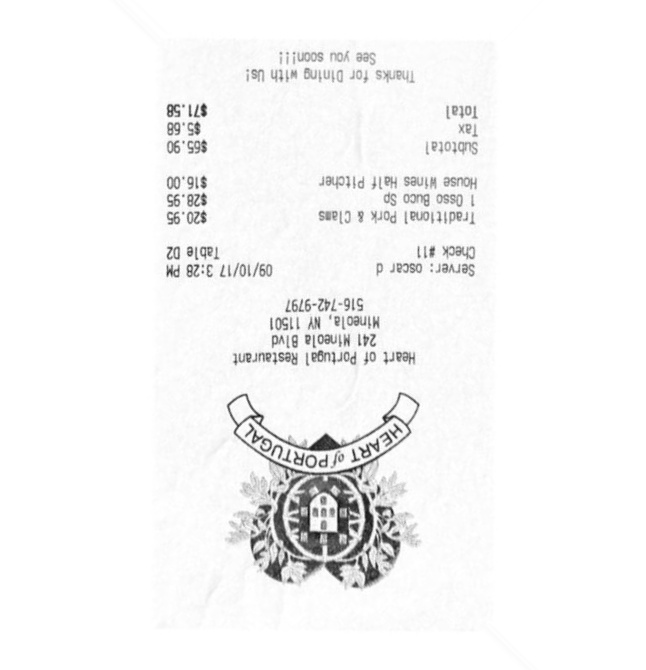 HEART of PORTUGAL
Heart of Portugal Restaurant
241 Mineola Blvd
Mineola, NY 11501
516-742-9797
Server: oscar d 09/10/17 3:28 PM
Check #11 Table D2
Traditional Pork & Clams $20.95
1 Osso Buco Sp $28.95
House Wines Half Pitcher $16.00
Subtotal $65.90
Tax $5.68
Total $71.58
Thanks for Dining with Us!
See you soon!!!